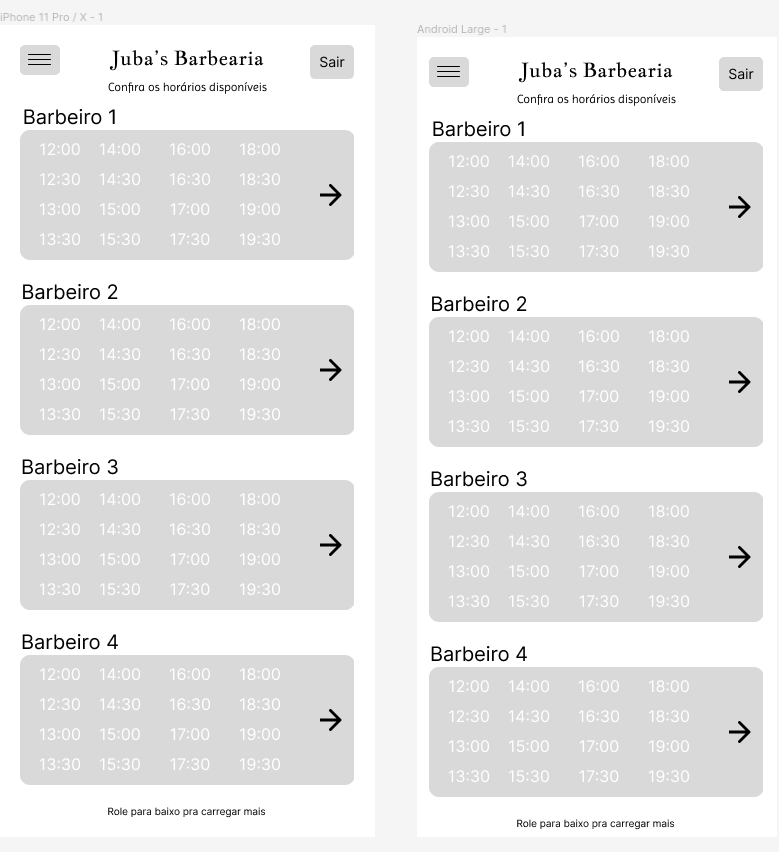 iPhone 11 Pro / X - 1
Juba's Barbearia
Sair
Confira os horários disponíveis
Barbeiro 1
12:00 14:00 16:00 18:00
12:30 14:30 16:30 18:30
13:00 15:00 17:00 19:00
13:30 15:30 17:30 19:30
Barbeiro 2
12:00 14:00 16:00 18:00
12:30 14:30 16:30 18:30
13:00 15:00 17:00 19:00
13:30 15:30 17:30 19:30
Barbeiro 3
12:00 14:00 16:00 18:00
12:30 14:30 16:30 18:30
13:00 15:00 17:00 19:00
13:30 15:30 17:30 19:30
Barbeiro 4
12:00 14:00 16:00 18:00
12:30 14:30 16:30 18:30
13:00 15:00 17:00 19:00
13:30 15:30 17:30 19:30
Role para baixo pra carregar mais
Android Large - 1
Juba's Barbearia
Sair
Confira os horários disponíveis
Barbeiro 1
12:00 14:00 16:00 18:00
12:30 14:30 16:30 18:30
13:00 15:00 17:00 19:00
13:30 15:30 17:30 19:30
Barbeiro 2
12:00 14:00 16:00 18:00
12:30 14:30 16:30 18:30
13:00 15:00 17:00 19:00
13:30 15:30 17:30 19:30
Barbeiro 3
12:00 14:00 16:00 18:00
12:30 14:30 16:30 18:30
13:00 15:00 17:00 19:00
13:30 15:30 17:30 19:30
Barbeiro 4
12:00 14:00 16:00 18:00
12:30 14:30 16:30 18:30
13:00 15:00 17:00 19:00
13:30 15:30 17:30 19:30
Role para baixo pra carregar mais